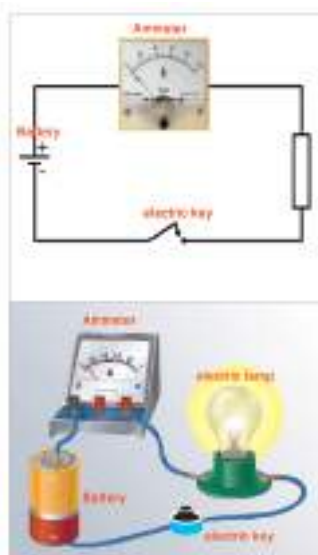 Ammeter
Battery
+
-
electric key
Ammeter
electric lamp
Battery
electric key